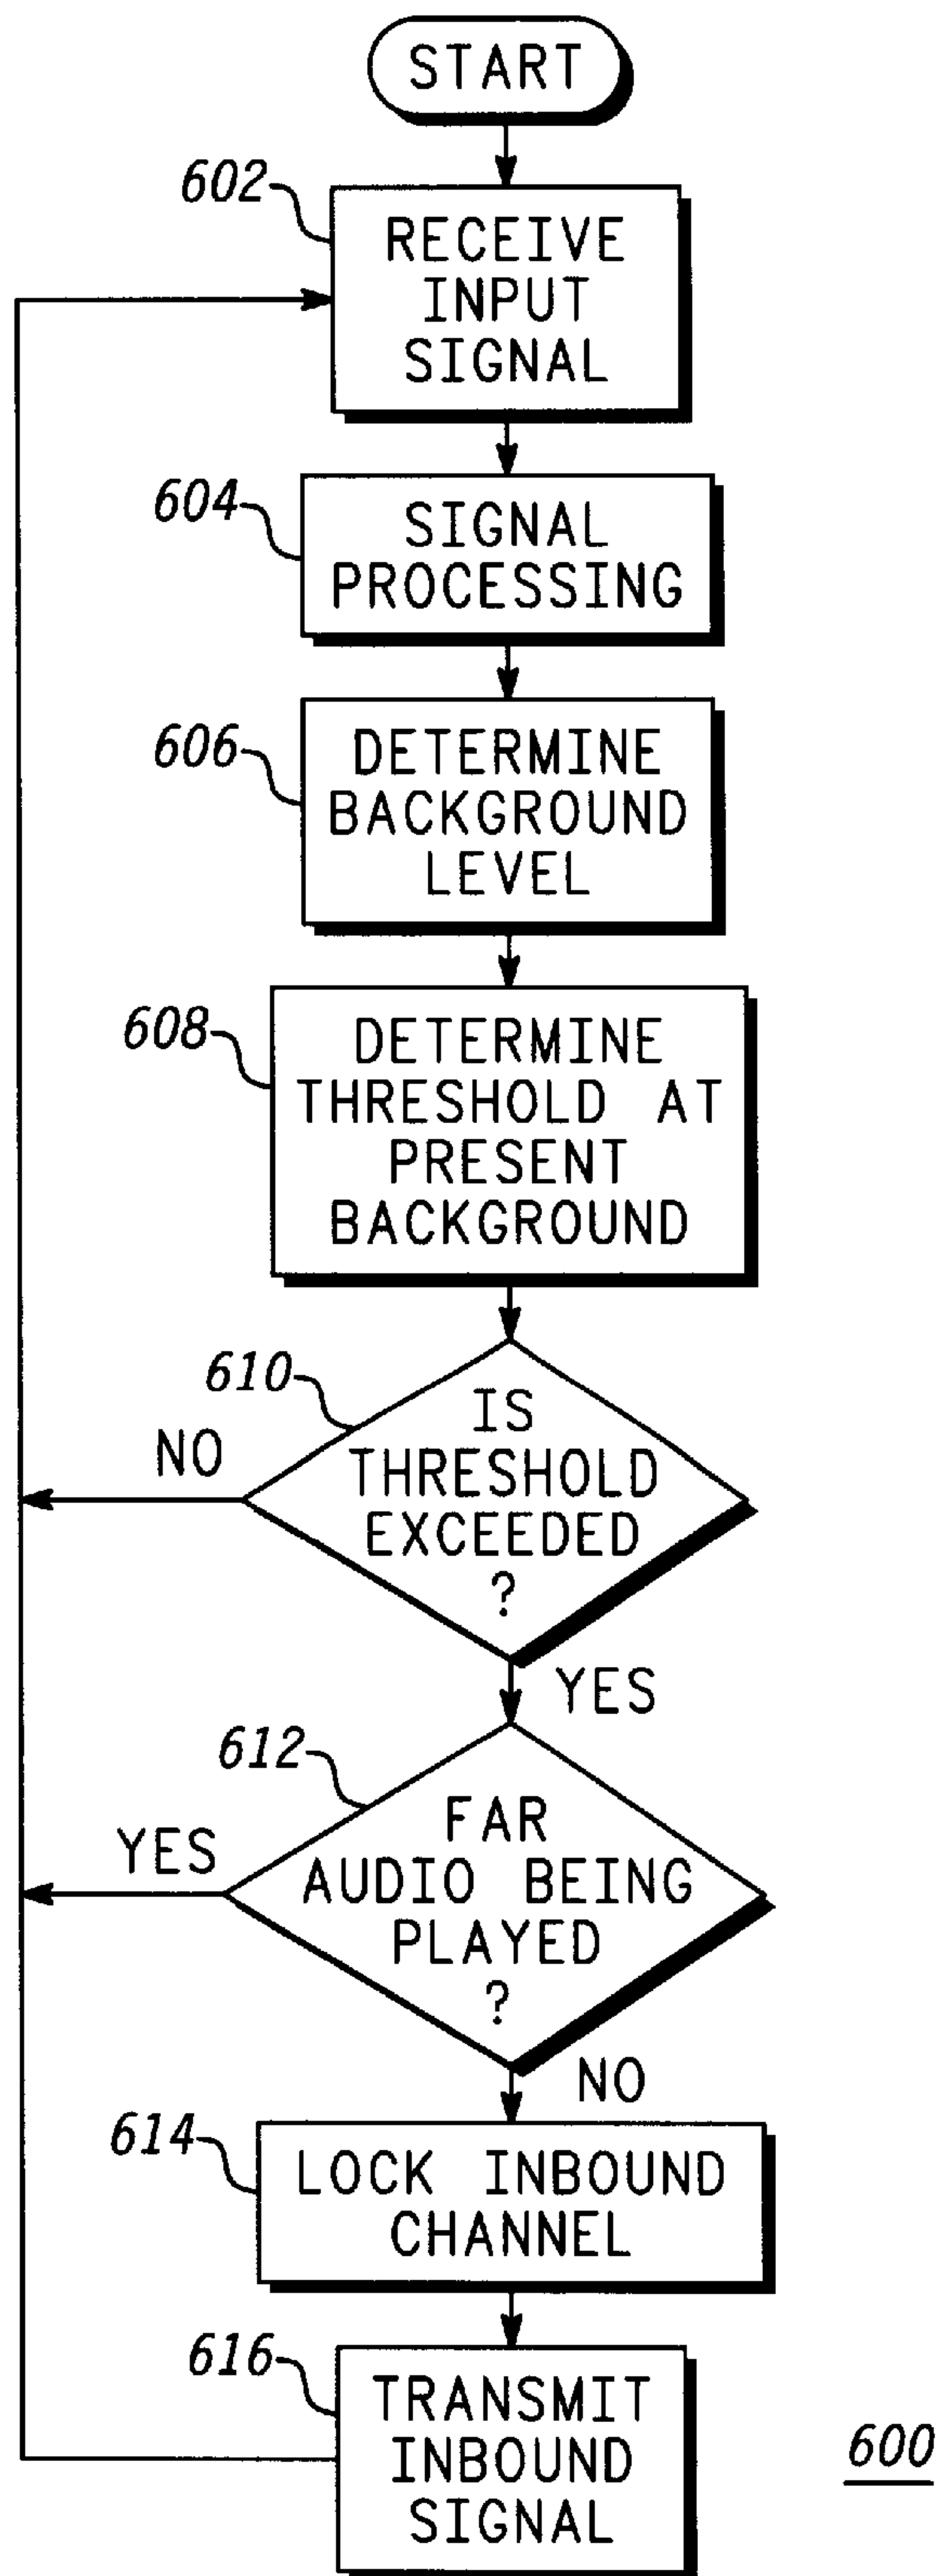 START
602
RECEIVE
INPUT
SIGNAL
604
SIGNAL
PROCESSING
606
DETERMINE
BACKGROUND
LEVEL
608
DETERMINE
THRESHOLD AT
PRESENT
BACKGROUND
610
IS
THRESHOLD
EXCEEDED
?
NO
YES
612
FAR
AUDIO BEING
PLAYED
?
YES
NO
614
LOCK INBOUND
CHANNEL
616
TRANSMIT
INBOUND
SIGNAL
600